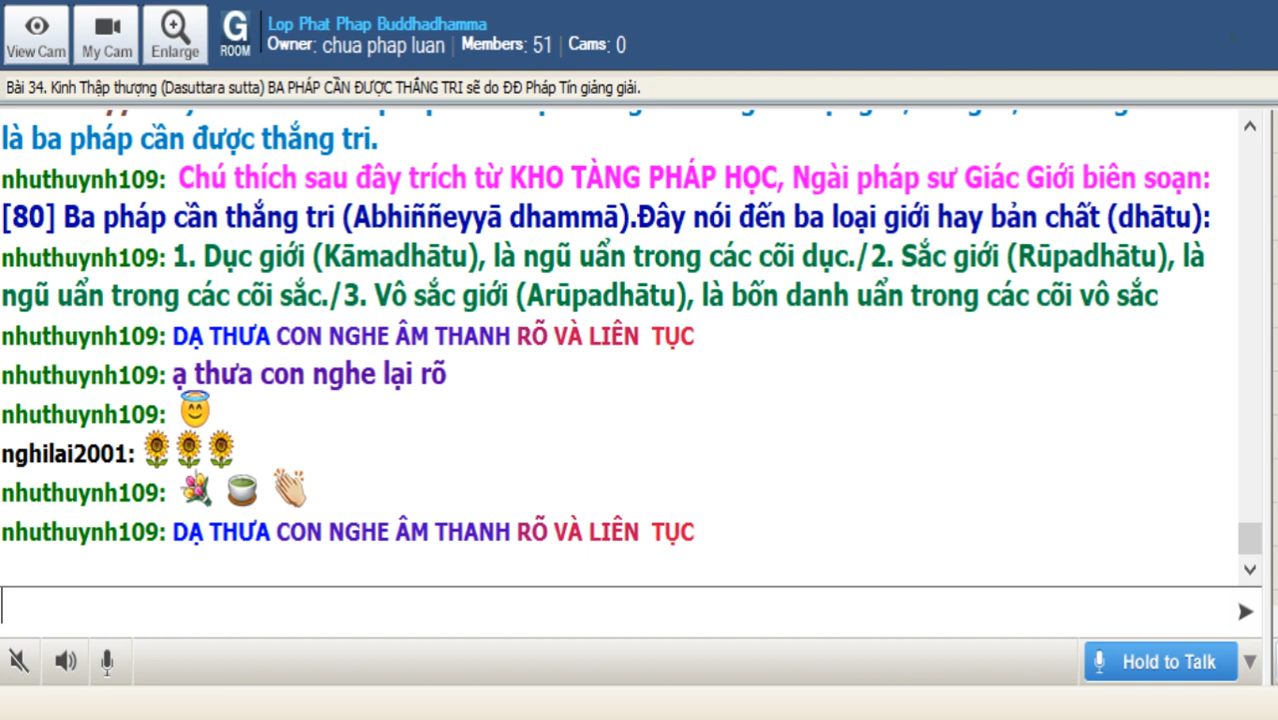 View Cam
My Cam
Enlarge
G
ROOM
Lop Phat Phap Buddhadhamma
Owner: chua phap luan | Members: 51 | Cams: 0
Bài 34. Kinh Thập thượng (Dasuttara sutta) BA PHÁP CẦN ĐƯỢC THẮNG TRI sẽ do ĐĐ Pháp Tín giảng giải.
là ba pháp cần được thắng tri.
nhuthuynh109: Chú thích sau đây trích từ KHO TÀNG PHÁP HỌC, Ngài pháp sư Giác Giới biên soạn:
[80] Ba pháp cần thắng tri (Abhiññeyyā dhammā).Đây nói đến ba loại giới hay bản chất (dhātu):
nhuthuynh109: 1. Dục giới (Kāmadhātu), là ngũ uẩn trong các cõi dục./2. Sắc giới (Rūpadhātu), là
ngũ uẩn trong các cõi sắc./3. Vô sắc giới (Arūpadhātu), là bốn danh uẩn trong các cõi vô sắc
nhuthuynh109: DẠ THƯA CON NGHE ÂM THANH RÕ VÀ LIÊN TỤC
nhuthuynh109: ạ thưa con nghe lại rõ
nhuthuynh109:
nghilai2001:
nhuthuynh109:
nhuthuynh109: DẠ THƯA CON NGHE ÂM THANH RÕ VÀ LIÊN TỤC
Hold to Talk